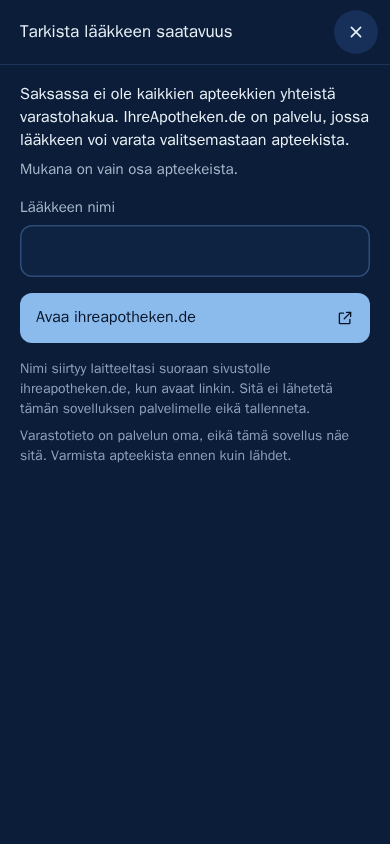 Tarkista lääkkeen saatavuus
Saksassa ei ole kaikkien apteekkien yhteistä
varastohakua. IhreApotheken.de on palvelu, jossa
lääkkeen voi varata valitsemastaan apteekista.
Mukana on vain osa apteekeista.
Lääkkeen nimi
Avaa ihreapotheken.de
Nimi siirtyy laitteeltasi suoraan sivustolle
ihreapotheken.de, kun avaat linkin. Sitä ei lähetetä
tämän sovelluksen palvelimelle eikä tallenneta.
Varastotieto on palvelun oma, eikä tämä sovellus näe
sitä. Varmista apteekista ennen kuin lähdet.